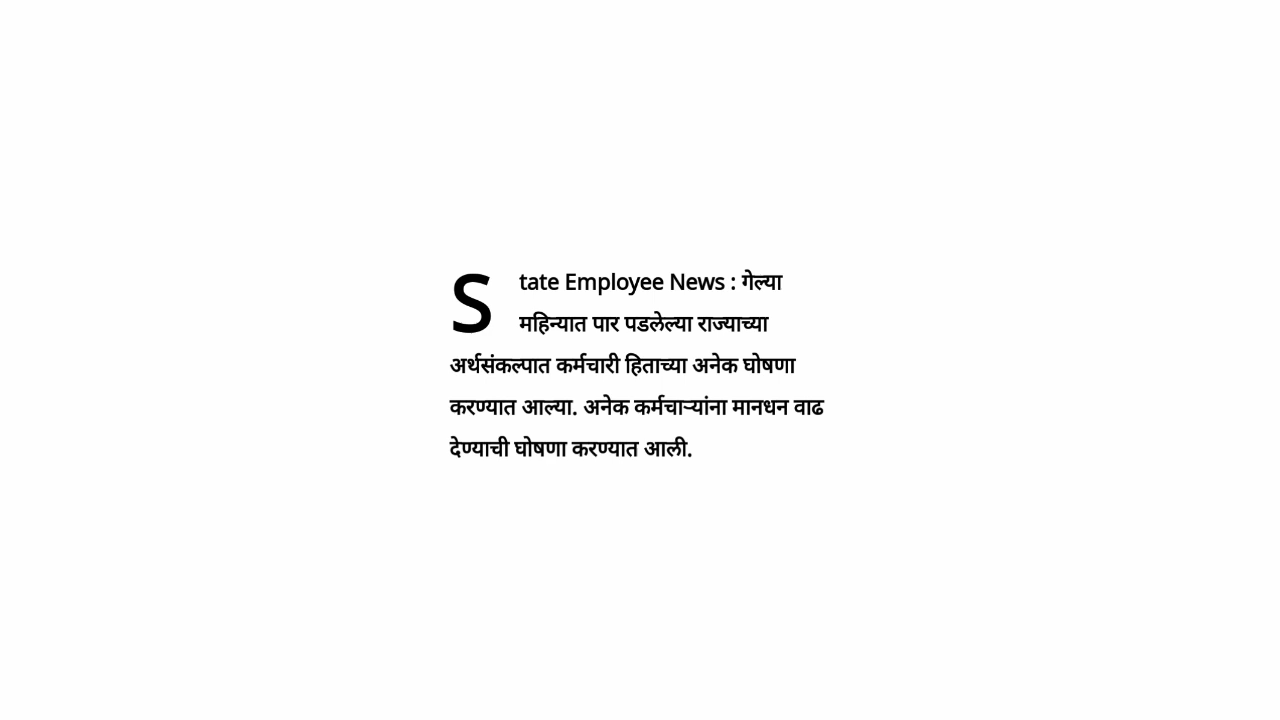 State Employee News : गेल्या
महिन्यात पार पडलेल्या राज्याच्या
अर्थसंकल्पात कर्मचारी हिताच्या अनेक घोषणा
करण्यात आल्या. अनेक कर्मचाऱ्यांना मानधन वाढ
देण्याची घोषणा करण्यात आली.